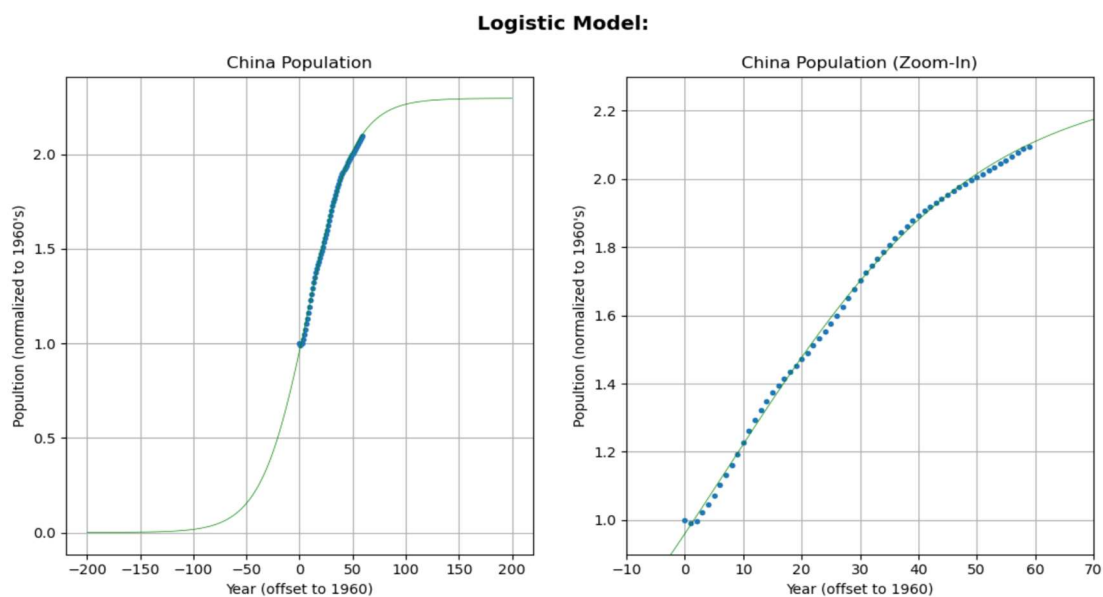 Logistic Model:
China Population
Popultion (normalized to 1960's)
2.0
1.5
1.0
0.5
0.0
−200 −150 −100 −50 0 50 100 150 200
Year (offset to 1960)
China Population (Zoom-In)
Popultion (normalized to 1960's)
2.2
2.0
1.8
1.6
1.4
1.2
1.0
−10 0 10 20 30 40 50 60 70
Year (offset to 1960)